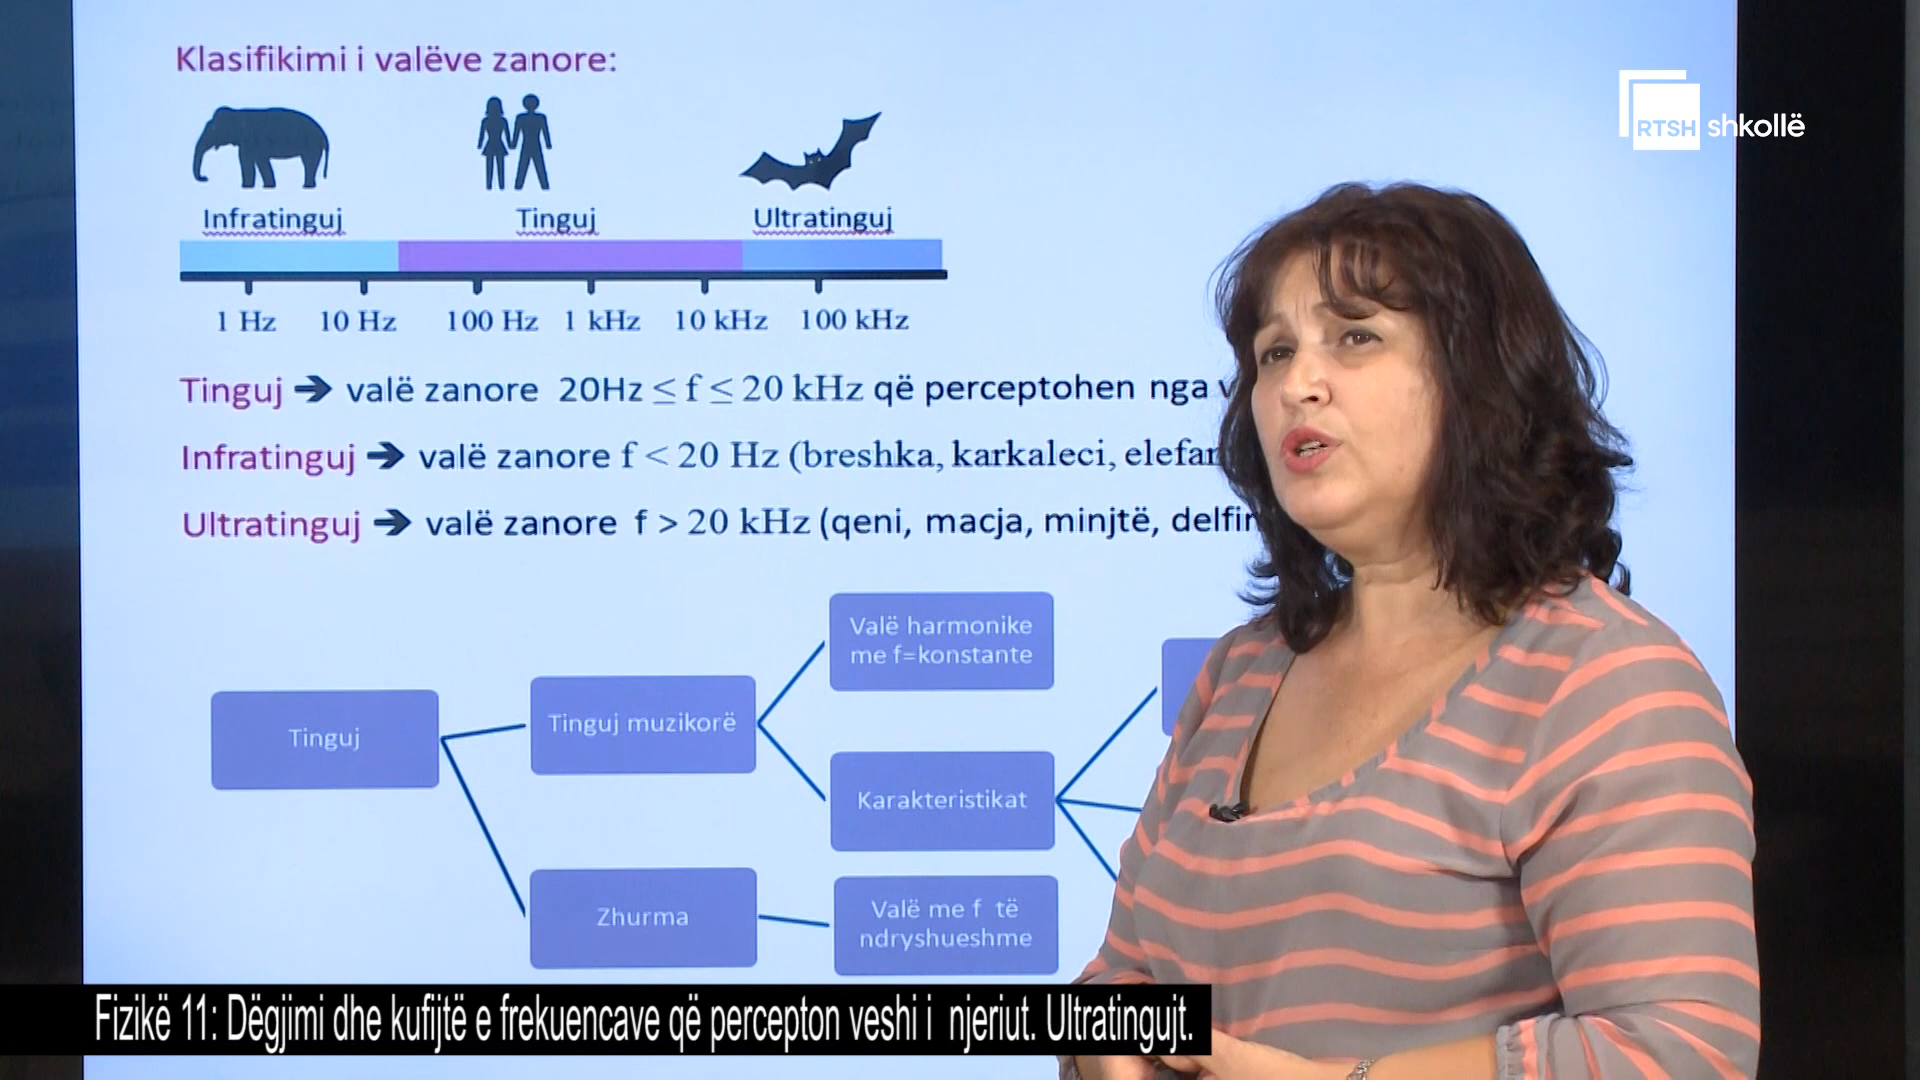 Klasifikimi i valëve zanore:
RTSH shkollë
Infratinguj Tinguj Ultratinguj
1 Hz 10 Hz 100 Hz 1 kHz 10 kHz 100 kHz
Tinguj → valë zanore 20Hz ≤ f ≤ 20 kHz që perceptohen nga
Infratinguj → valë zanore f < 20 Hz (breshka, karkaleci,
Ultratinguj → valë zanore f > 20 kHz (qeni, macja, minjtë,
Valë harmonike
me f=konstante
Tinguj muzikorë
Tinguj
Karakteristikat
Zhurma
Valë me f të
ndryshueshme
Fizikë 11: Dëgjimi dhe kufijtë e frekuencave që percepton veshi i njeriut. Ultratingujt.